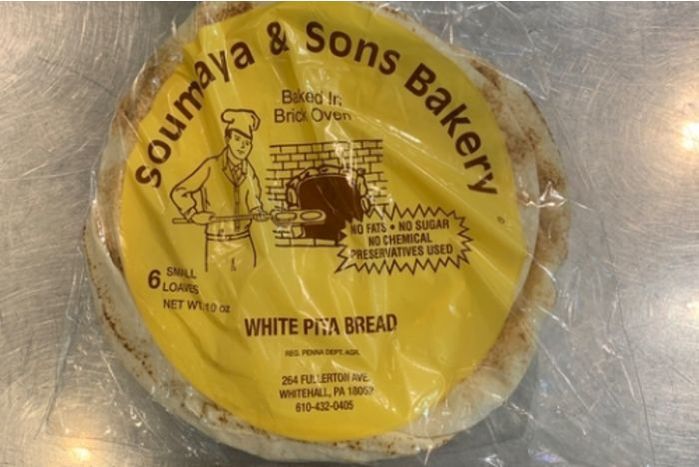 Soumaya & Sons Bakery
Baked In
Brick Oven
NO FATS • NO SUGAR
NO CHEMICAL
PRESERVATIVES USED
6 SMALL
LOAVES
NET WT. 10 oz
WHITE PITA BREAD
REG. PENNA DEPT. AGR.
264 FULLERTON AVE.
WHITEHALL, PA 18052
610-432-0405